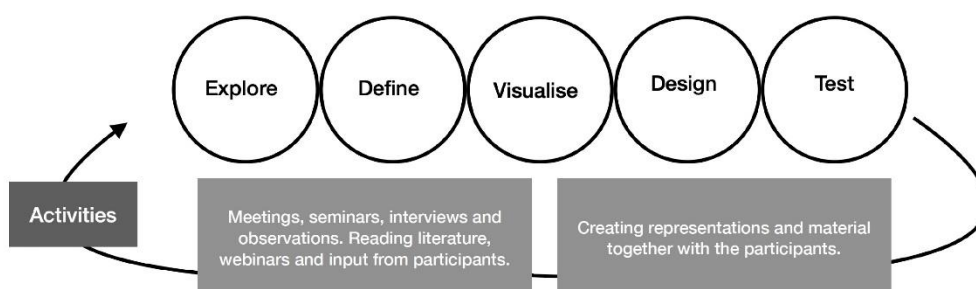 Explore
Define
Visualise
Design
Test
Activities
Meetings, seminars, interviews and
observations. Reading literature,
webinars and input from participants.
Creating representations and material
together with the participants.